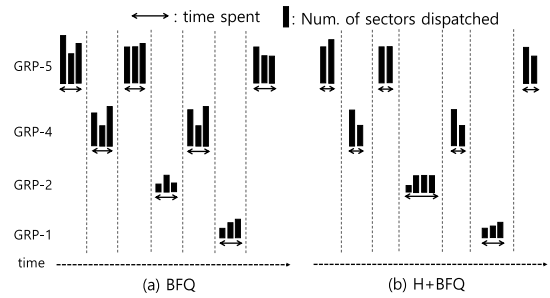 : time spent : Num. of sectors dispatched
GRP-5
GRP-4
GRP-2
GRP-1
time
(a) BFQ (b) H+BFQ